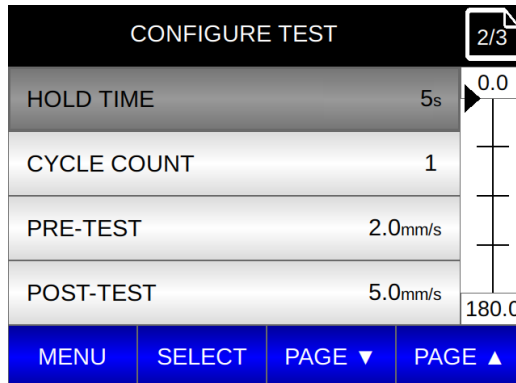 CONFIGURE TEST
2/3
HOLD TIME 5s
0.0
CYCLE COUNT 1
PRE-TEST 2.0mm/s
POST-TEST 5.0mm/s
180.0
MENU SELECT PAGE ▼ PAGE ▲